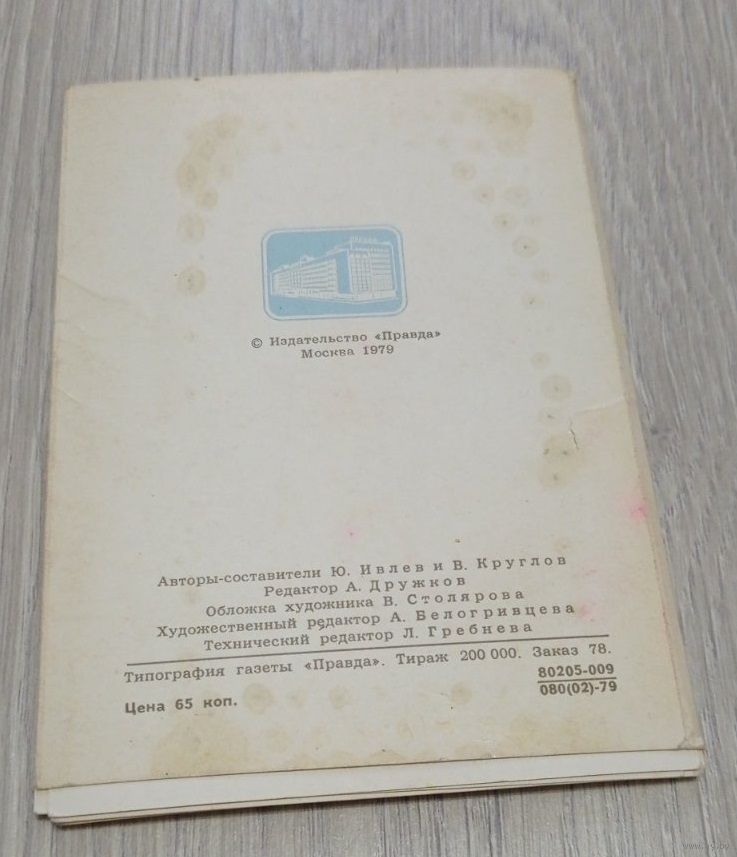 © Издательство «Правда»
Москва 1979
Авторы-составители Ю. Ивлев и В. Круглов
Редактор А. Дружков
Обложка художника В. Столярова
Художественный редактор А. Белогривцева
Технический редактор Л. Гребнева
Типография газеты «Правда». Тираж 200 000. Заказ 78.
Цена 65 коп.
80205-009
080(02)-79